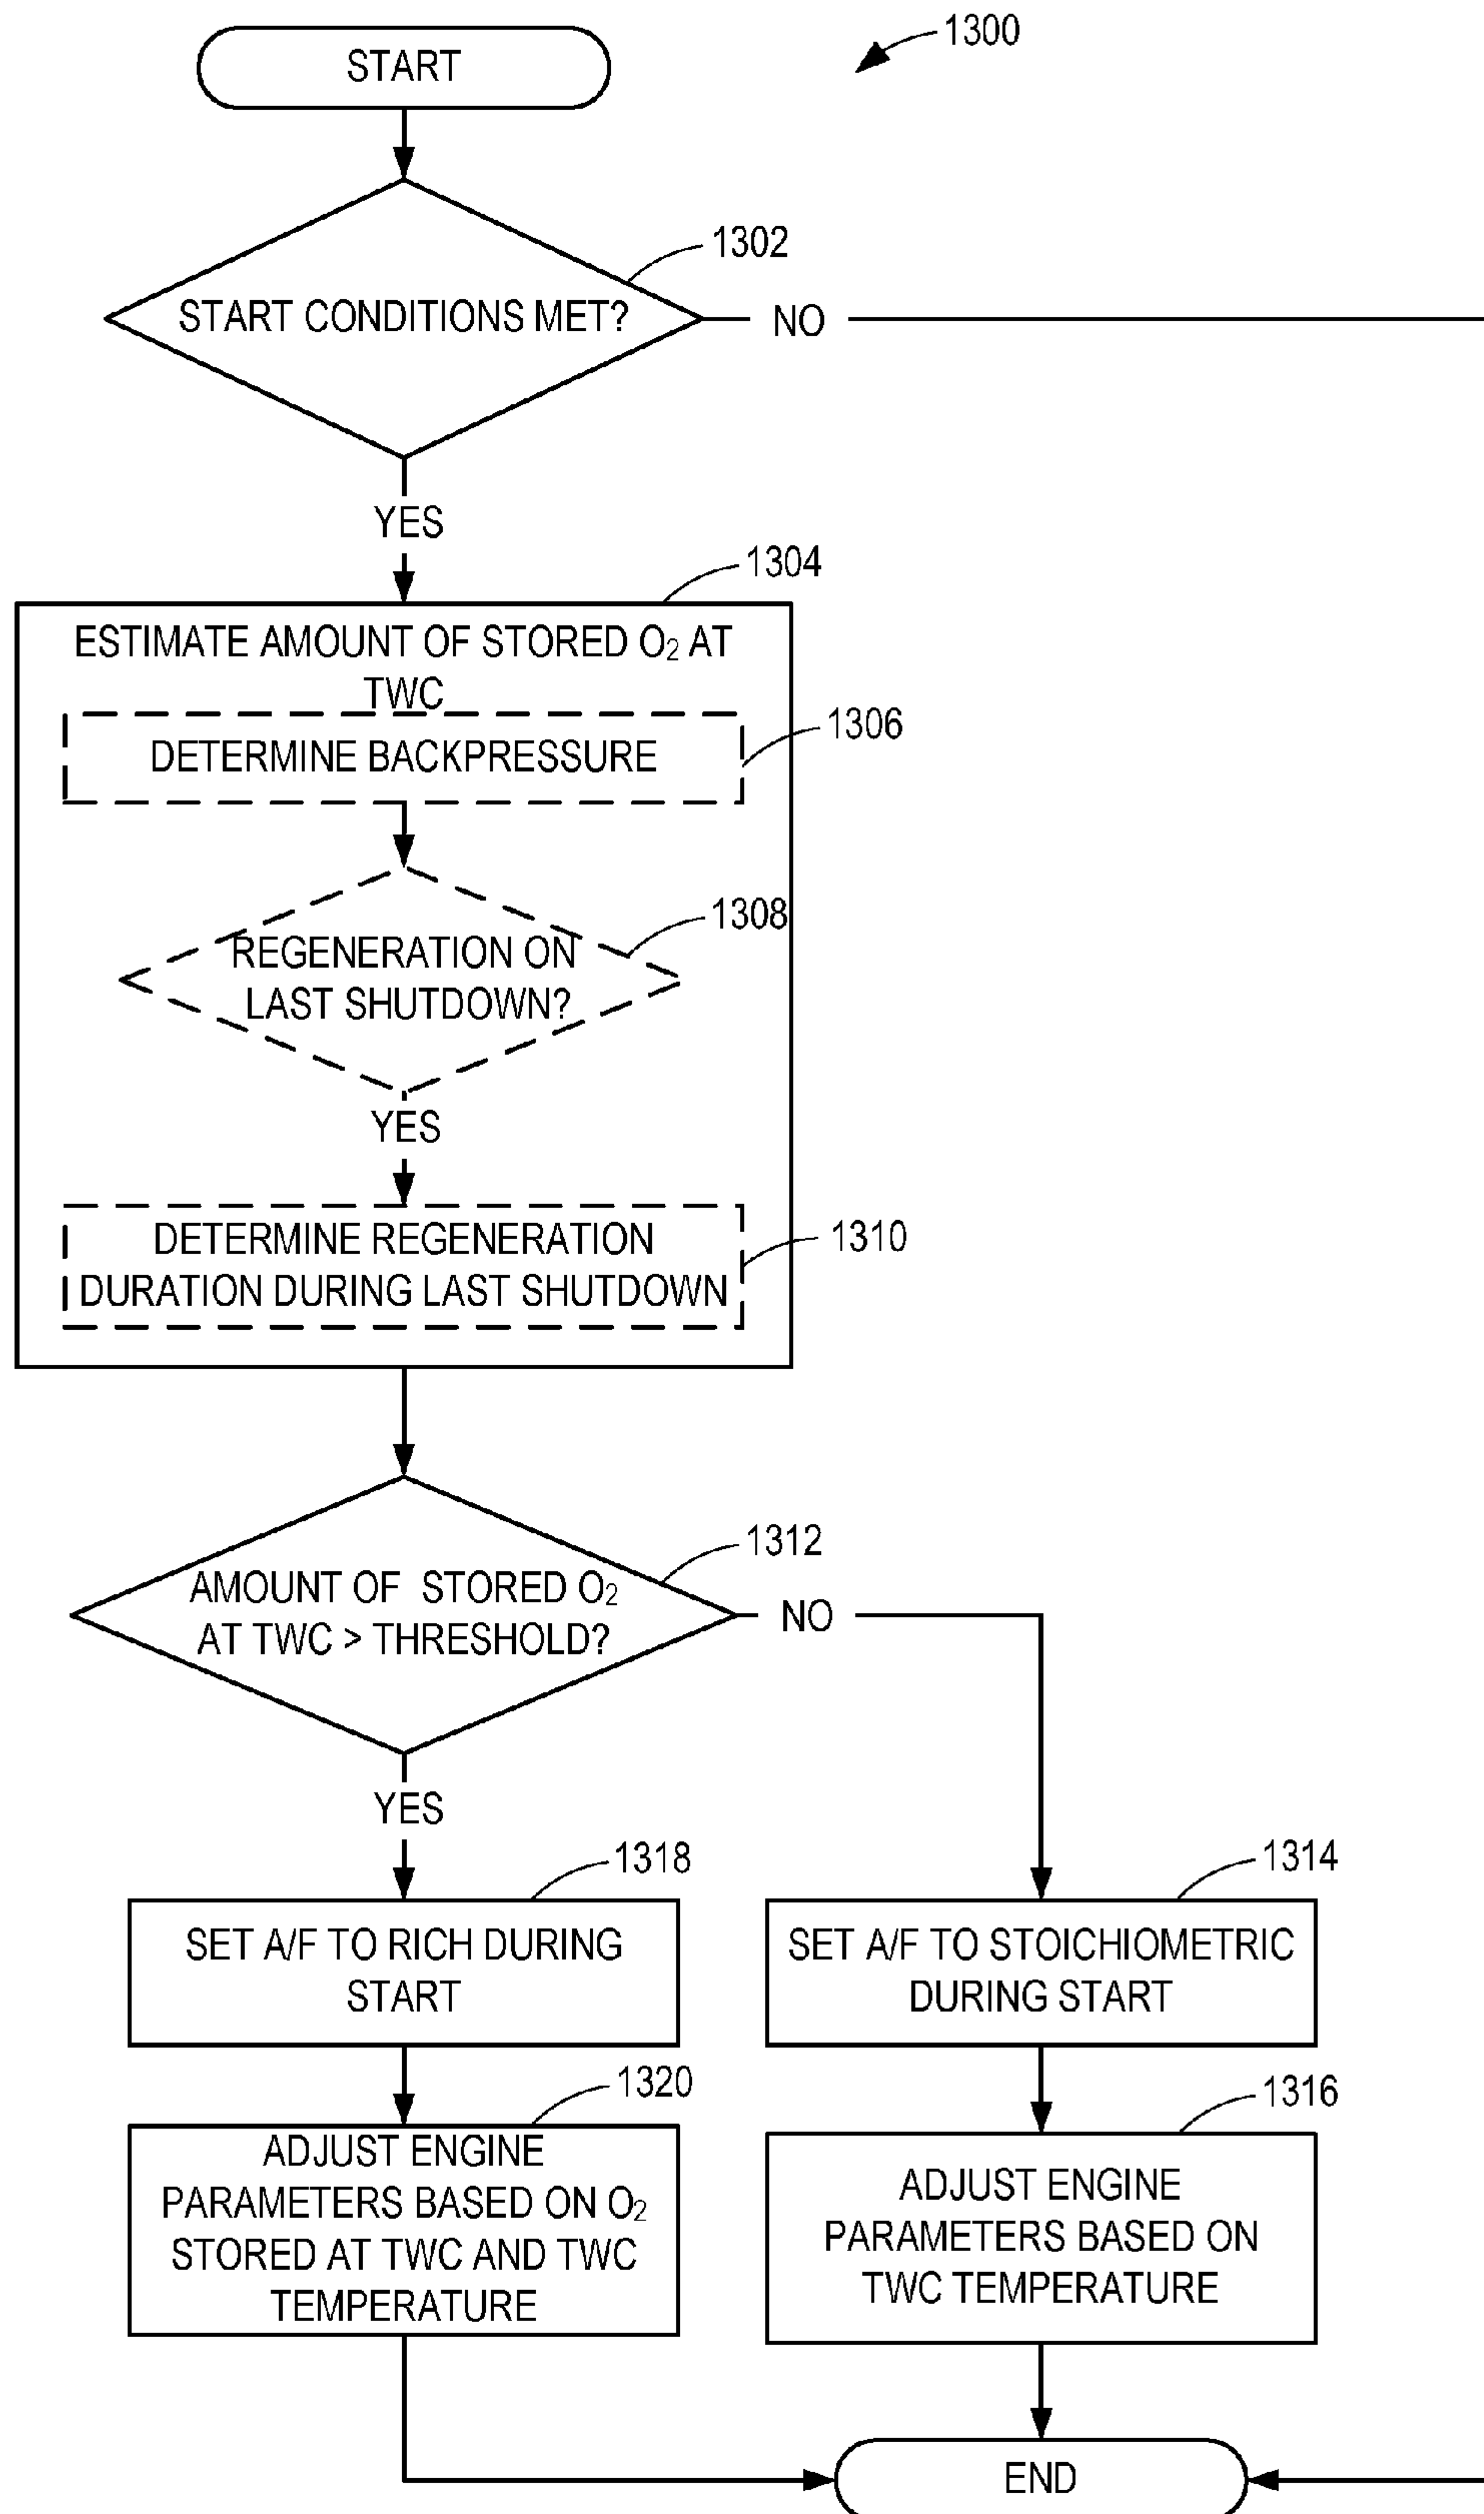 START
1300
1302
START CONDITIONS MET?
NO
YES
1304
ESTIMATE AMOUNT OF STORED O₂ AT
TWC
1306
DETERMINE BACKPRESSURE
1308
REGENERATION ON
LAST SHUTDOWN?
YES
1310
DETERMINE REGENERATION
DURATION DURING LAST SHUTDOWN
1312
AMOUNT OF STORED O₂
AT TWC > THRESHOLD?
NO
YES
1318
SET A/F TO RICH DURING
START
1314
SET A/F TO STOICHIOMETRIC
DURING START
1320
ADJUST ENGINE
PARAMETERS BASED ON O₂
STORED AT TWC AND TWC
TEMPERATURE
1316
ADJUST ENGINE
PARAMETERS BASED ON
TWC TEMPERATURE
END